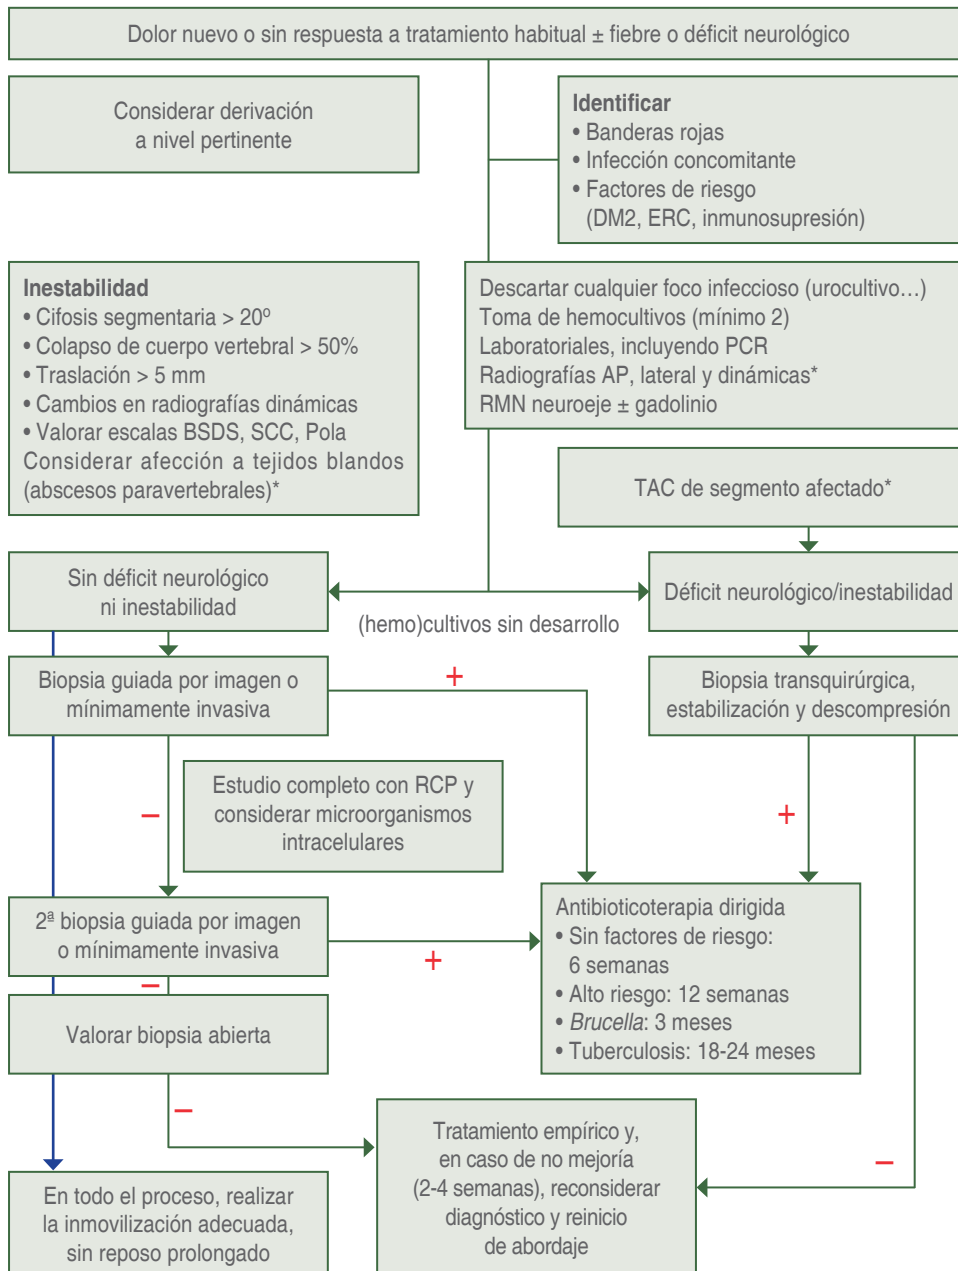 Dolor nuevo o sin respuesta a tratamiento habitual ± fiebre o déficit neurológico
Considerar derivación
a nivel pertinente
Identificar
• Banderas rojas
• Infección concomitante
• Factores de riesgo
(DM2, ERC, inmunosupresión)
Inestabilidad
• Cifosis segmentaria > 20º
• Colapso de cuerpo vertebral > 50%
• Traslación > 5 mm
• Cambios en radiografías dinámicas
• Valorar escalas BSDS, SCC, Pola
Considerar afección a tejidos blandos
(abscesos paravertebrales)*
Descartar cualquier foco infeccioso (urocultivo…)
Toma de hemocultivos (mínimo 2)
Laboratoriales, incluyendo PCR
Radiografías AP, lateral y dinámicas*
RMN neuroeje ± gadolinio
TAC de segmento afectado*
Sin déficit neurológico
ni inestabilidad
Déficit neurológico/inestabilidad
(hemo)cultivos sin desarrollo
Biopsia guiada por imagen o
mínimamente invasiva
+
Biopsia transquirúrgica,
estabilización y descompresión
Estudio completo con RCP y
considerar microorganismos
intracelulares
–
+
2ª biopsia guiada por imagen
o mínimamente invasiva
+
–
Antibioticoterapia dirigida
• Sin factores de riesgo:
6 semanas
• Alto riesgo: 12 semanas
• Brucella: 3 meses
• Tuberculosis: 18-24 meses
Valorar biopsia abierta
–
Tratamiento empírico y,
en caso de no mejoría
(2-4 semanas), reconsiderar
diagnóstico y reinicio
de abordaje
–
En todo el proceso, realizar
la inmovilización adecuada,
sin reposo prolongado